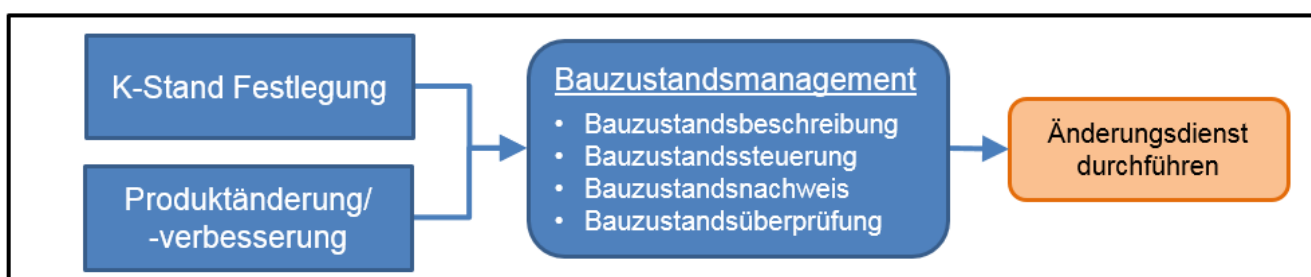 K-Stand Festlegung
Produktänderung/
-verbesserung
Bauzustandsmanagement
• Bauzustandsbeschreibung
• Bauzustandssteuerung
• Bauzustandsnachweis
• Bauzustandsüberprüfung
Änderungsdienst
durchführen